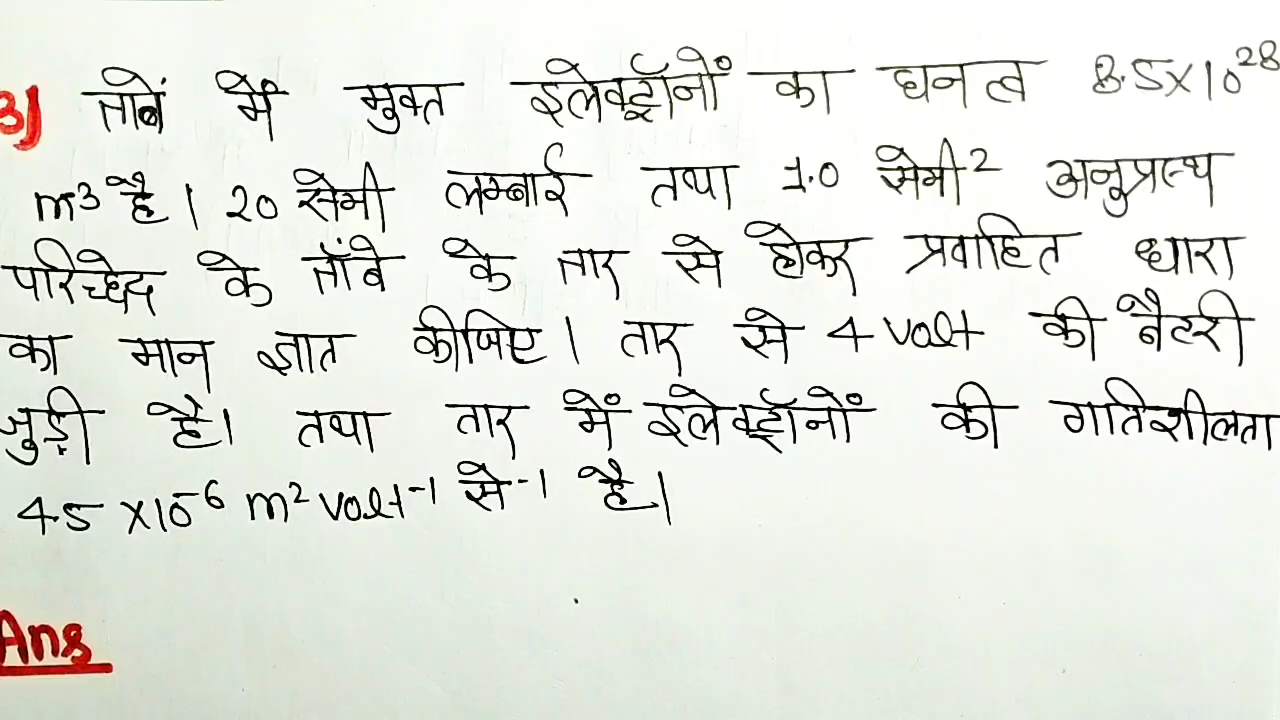 3) ताबें में मुक्त इलेक्ट्रॉनों का घनत्व 8.5×10²⁸
m³ है । 20 सेमी लम्बाई तथा 1.0 सेमी² अनुप्रस्थ
परिच्छेद के ताँबे के तार से होकर प्रवाहित धारा
का मान ज्ञात कीजिए । तार से 4 volt की बैटरी
जुड़ी है। तथा तार में इलेक्ट्रॉनों की गतिशीलता
4.5 ×10⁻⁶ m² volt⁻¹ से⁻¹ है।
Ans